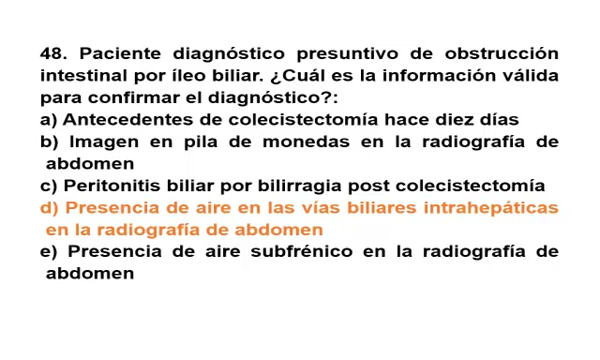 48. Paciente diagnóstico presuntivo de obstrucción
intestinal por íleo biliar. ¿Cuál es la información válida
para confirmar el diagnóstico?:
a) Antecedentes de colecistectomía hace diez días
b) Imagen en pila de monedas en la radiografía de
abdomen
c) Peritonitis biliar por bilirragia post colecistectomía
d) Presencia de aire en las vías biliares intrahepáticas
en la radiografía de abdomen
e) Presencia de aire subfrénico en la radiografía de
abdomen